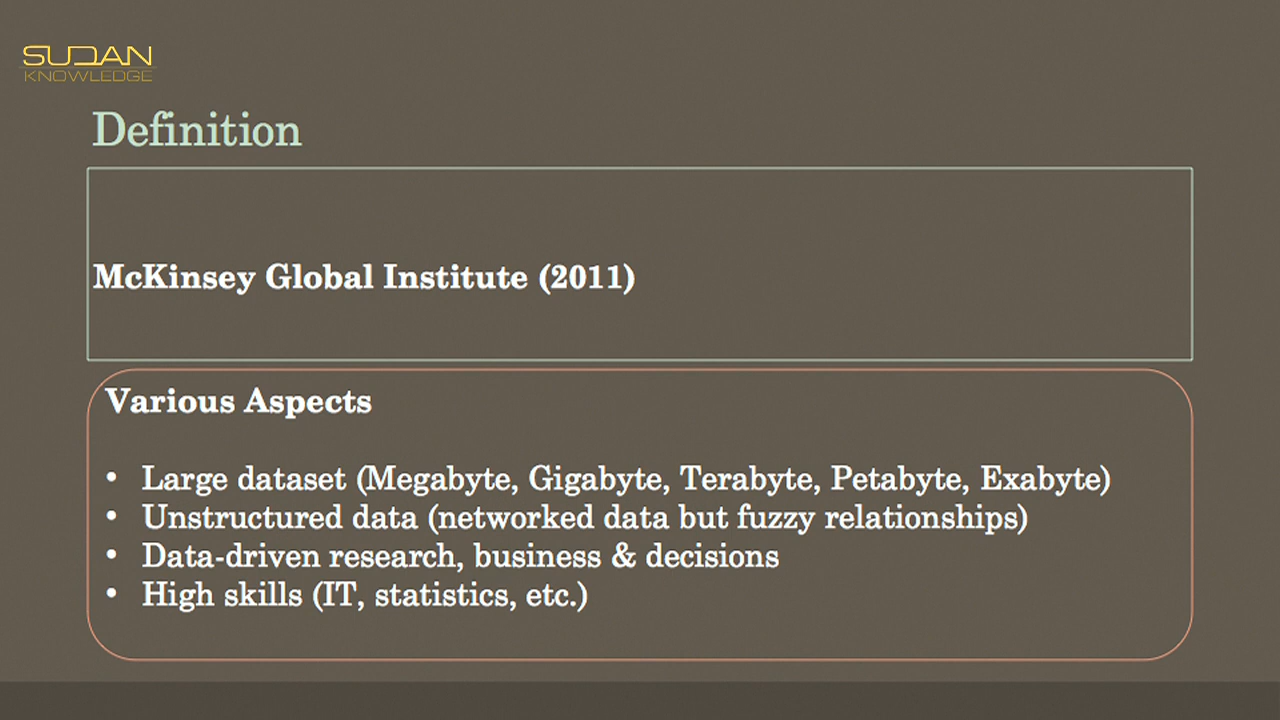 SUDAN
KNOWLEDGE
Definition
McKinsey Global Institute (2011)
Various Aspects
• Large dataset (Megabyte, Gigabyte, Terabyte, Petabyte, Exabyte)
• Unstructured data (networked data but fuzzy relationships)
• Data-driven research, business & decisions
• High skills (IT, statistics, etc.)